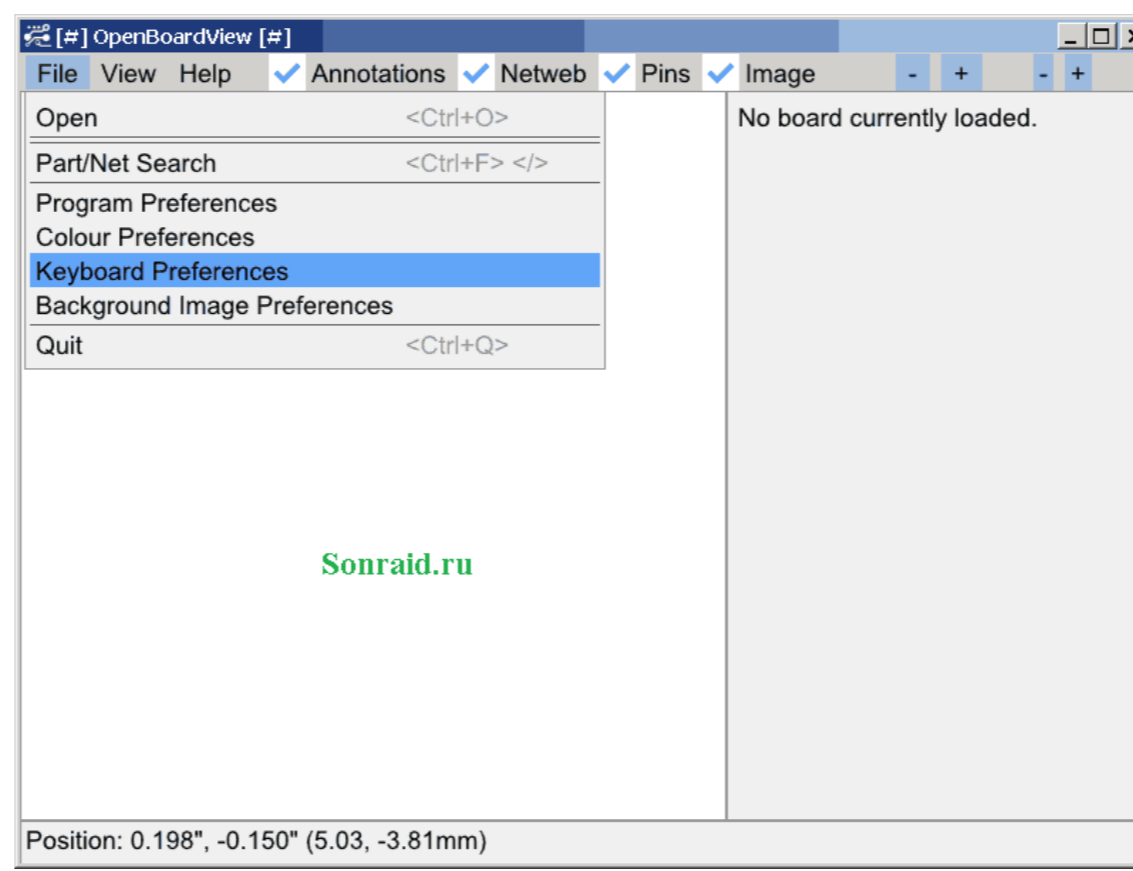 [#] OpenBoardView [#]
File View Help Annotations Netweb Pins Image - + - +
Open <Ctrl+O>
No board currently loaded.
Part/Net Search <Ctrl+F> </>
Program Preferences
Colour Preferences
Keyboard Preferences
Background Image Preferences
Quit <Ctrl+Q>
Sonraid.ru
Position: 0.198", -0.150" (5.03, -3.81mm)